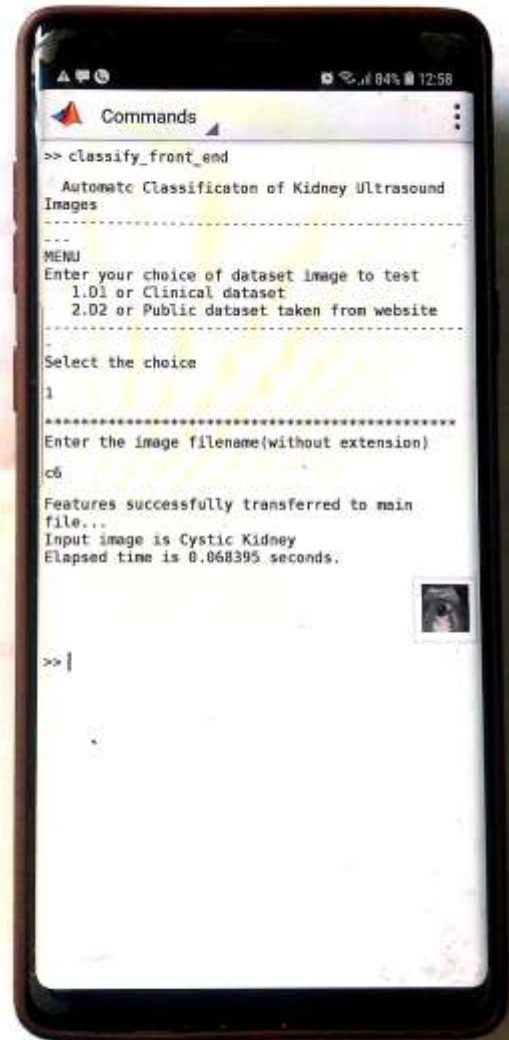 84% 12:58
Commands
>> classify_front_end
Automatc Classificaton of Kidney Ultrasound
Images
--------------------------------------------------
---
MENU
Enter your choice of dataset image to test
1.D1 or Clinical dataset
2.D2 or Public dataset taken from website
--------------------------------------------------
-
Select the choice
1
**************************************************
Enter the image filename(without extension)
c6
Features successfully transferred to main
file...
Input image is Cystic Kidney
Elapsed time is 0.068395 seconds.
>>